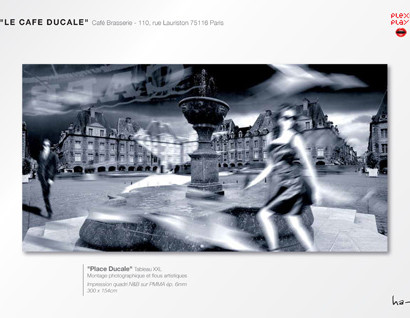 "LE CAFE DUCALE" Café Brasserie - 110, rue Lauriston 75116 Paris
PLEXI
PLAY
"Place Ducale" Tableau XXL
Montage photographique et flous artistiques
Impression quadri N&B sur PMMA ép. 6mm
300 x 154cm